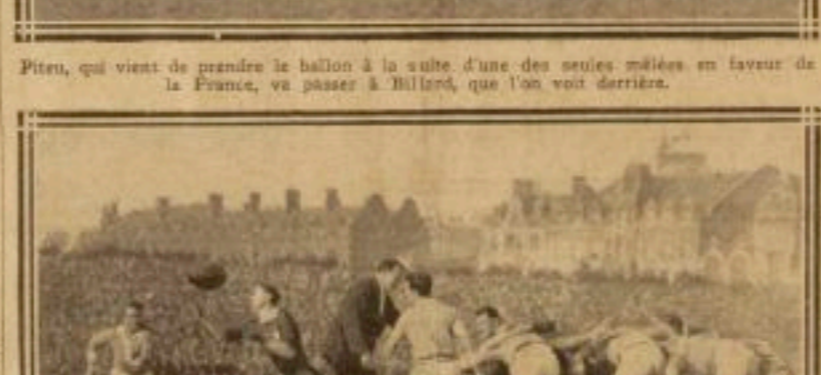 Piteu, qui vient de prendre le ballon à la suite d'une des seules mêlées en faveur de
la France, va passer à Billard, que l'on voit derrière.